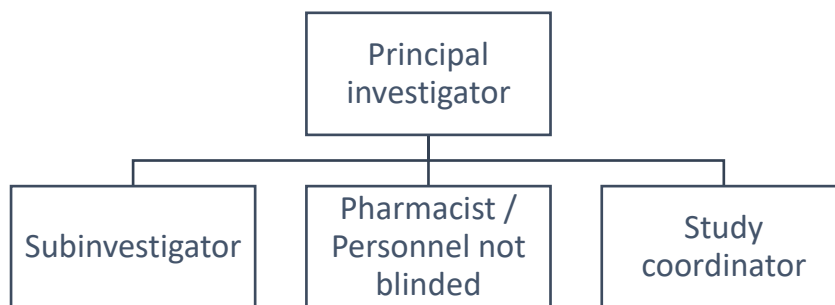 Principal
investigator
Subinvestigator
Pharmacist /
Personnel not
blinded
Study
coordinator